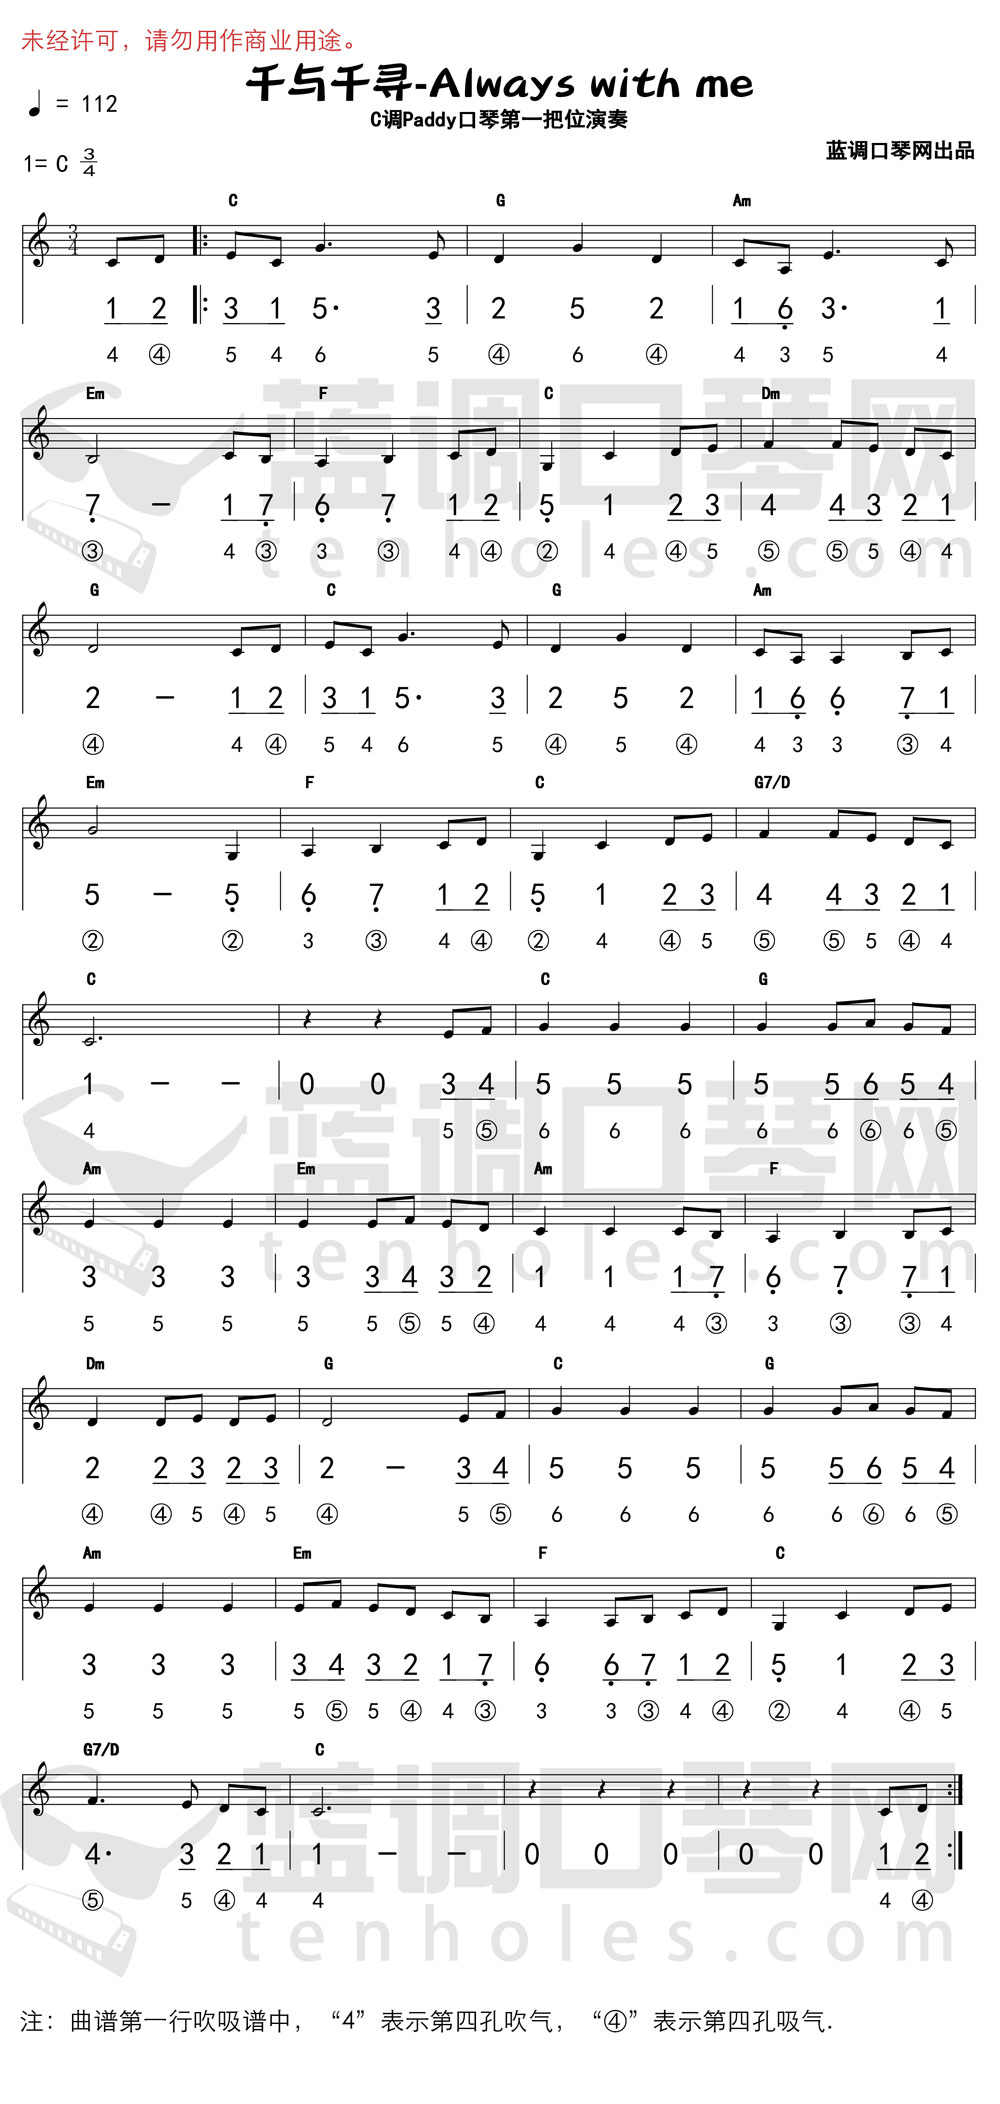 未经许可，请勿用作商业用途。
千与千寻-Always with me
♩ = 112
C调Paddy口琴第一把位演奏
蓝调口琴网出品
1= C 3/4
C G Am
3/4
1 2 3 1 5· 3 2 5 2 1 6 3· 1
4 ④ 5 4 6 5 ④ 6 ④ 4 3 5 4
Em F C Dm
7 － 1 7 6 7 1 2 5 1 2 3 4 4 3 2 1
③ 4 ③ 3 ③ 4 ④ ② 4 ④ 5 ⑤ ⑤ 5 ④ 4
G C G Am
2 － 1 2 3 1 5· 3 2 5 2 1 6 6 7 1
④ 4 ④ 5 4 6 5 ④ 5 ④ 4 3 3 ③ 4
Em F C G7/D
5 － 5 6 7 1 2 5 1 2 3 4 4 3 2 1
② ② 3 ③ 4 ④ ② 4 ④ 5 ⑤ ⑤ 5 ④ 4
C C G
1 － － 0 0 3 4 5 5 5 5 5 6 5 4
4 5 ⑤ 6 6 6 6 6 ⑥ 6 ⑤
Am Em Am F
3 3 3 3 3 4 3 2 1 1 1 7 6 7 7 1
5 5 5 5 5 ⑤ 5 ④ 4 4 4 ③ 3 ③ ③ 4
Dm G C G
2 2 3 2 3 2 － 3 4 5 5 5 5 5 6 5 4
④ ④ 5 ④ 5 ④ 5 ⑤ 6 6 6 6 6 ⑥ 6 ⑤
Am Em F C
3 3 3 3 4 3 2 1 7 6 6 7 1 2 5 1 2 3
5 5 5 5 ⑤ 5 ④ 4 ③ 3 3 ③ 4 ④ ② 4 ④ 5
G7/D C
4· 3 2 1 1 － － 0 0 0 0 0 1 2
⑤ 5 ④ 4 4 4 ④
蓝调口琴网
tenholes.com
蓝调口琴网
tenholes.com
蓝调口琴网
tenholes.com
注：曲谱第一行吹吸谱中，“4”表示第四孔吹气，“④”表示第四孔吸气.